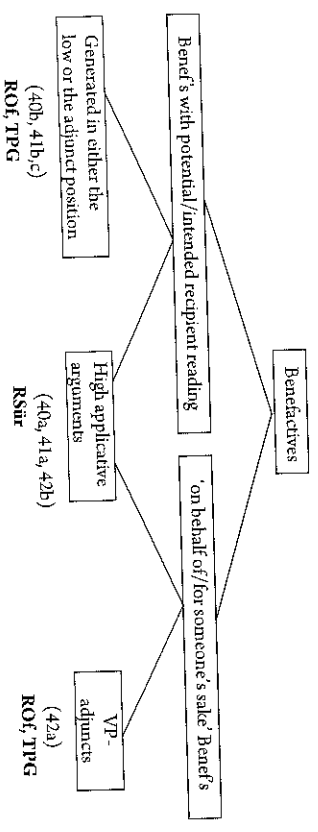 Benefactives
Benef's with potential/intended recipient reading
'on behalf of/for someone's sake' Benef's
Generated in either the
low or the adjunct position
(40b, 41b,c)
ROf, TPG
High applicative
arguments
(40a, 41a, 42b)
RSür
VP-
adjuncts
(42a)
ROf, TPG